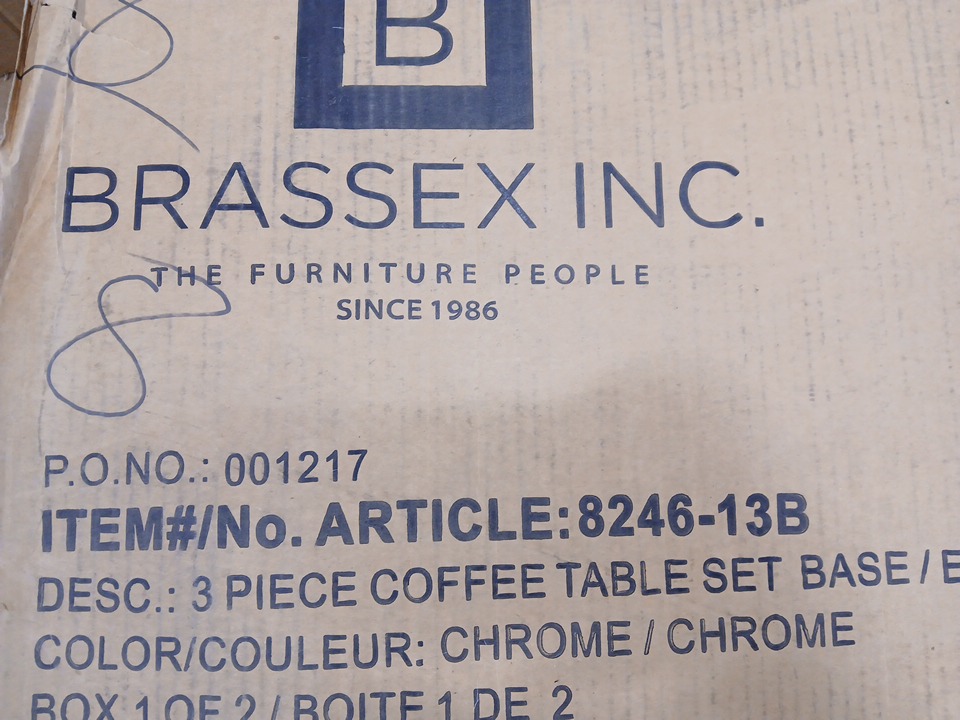 B
BRASSEX INC.
THE FURNITURE PEOPLE
SINCE 1986
8
P.O.NO.: 001217
ITEM#/No. ARTICLE:8246-13B
DESC.: 3 PIECE COFFEE TABLE SET BASE / E
COLOR/COULEUR: CHROME / CHROME
BOX 1 OF 2 / BOITE 1 DE 2